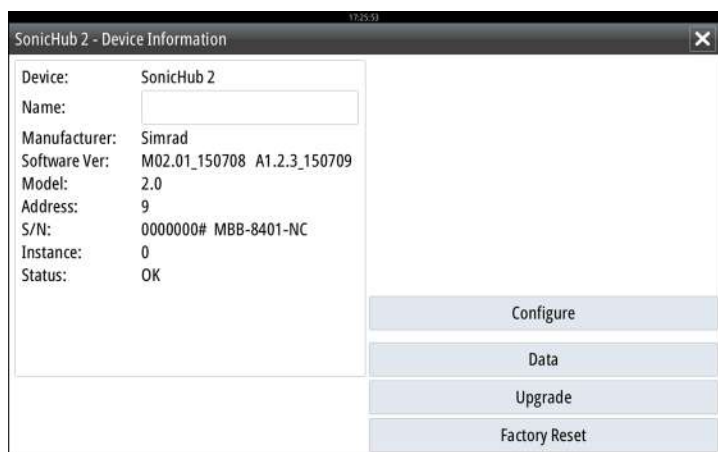 17:25:53
SonicHub 2 - Device Information
Device: SonicHub 2
Name:
Manufacturer: Simrad
Software Ver: M02.01_150708 A1.2.3_150709
Model: 2.0
Address: 9
S/N: 0000000# MBB-8401-NC
Instance: 0
Status: OK
Configure
Data
Upgrade
Factory Reset